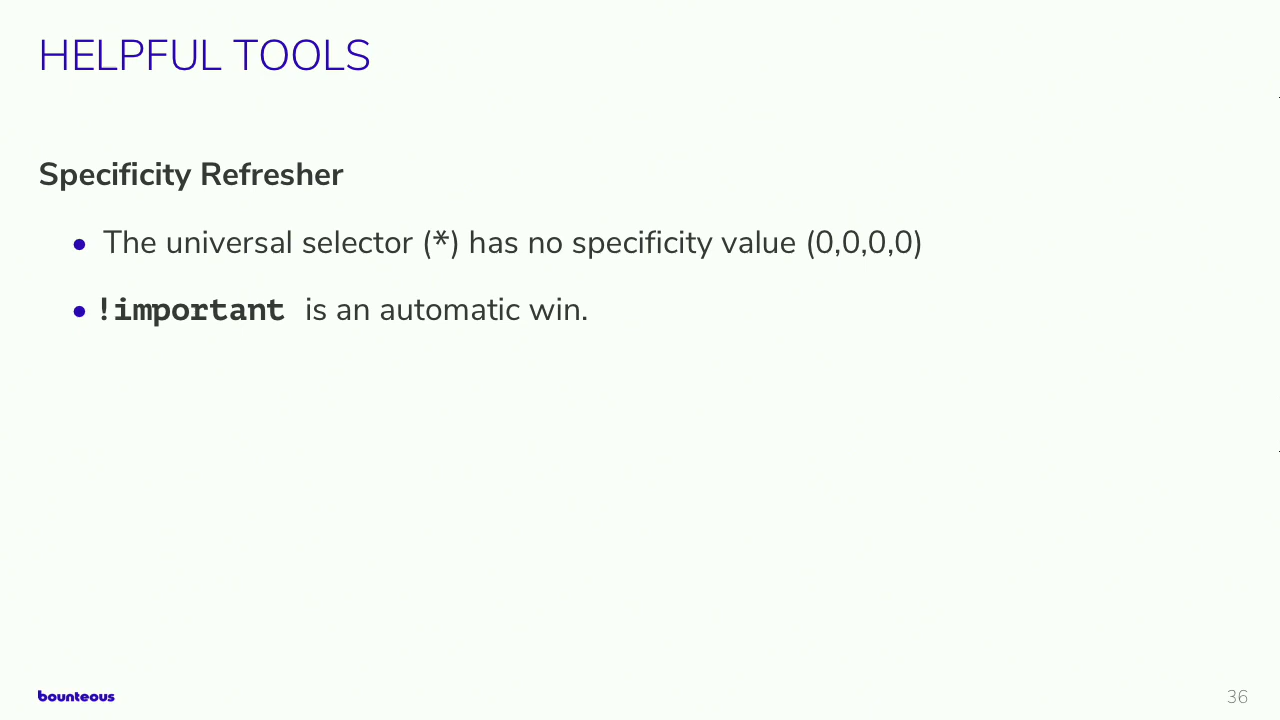 HELPFUL TOOLS
Specificity Refresher
• The universal selector (*) has no specificity value (0,0,0,0)
• !important is an automatic win.
bounteous
36